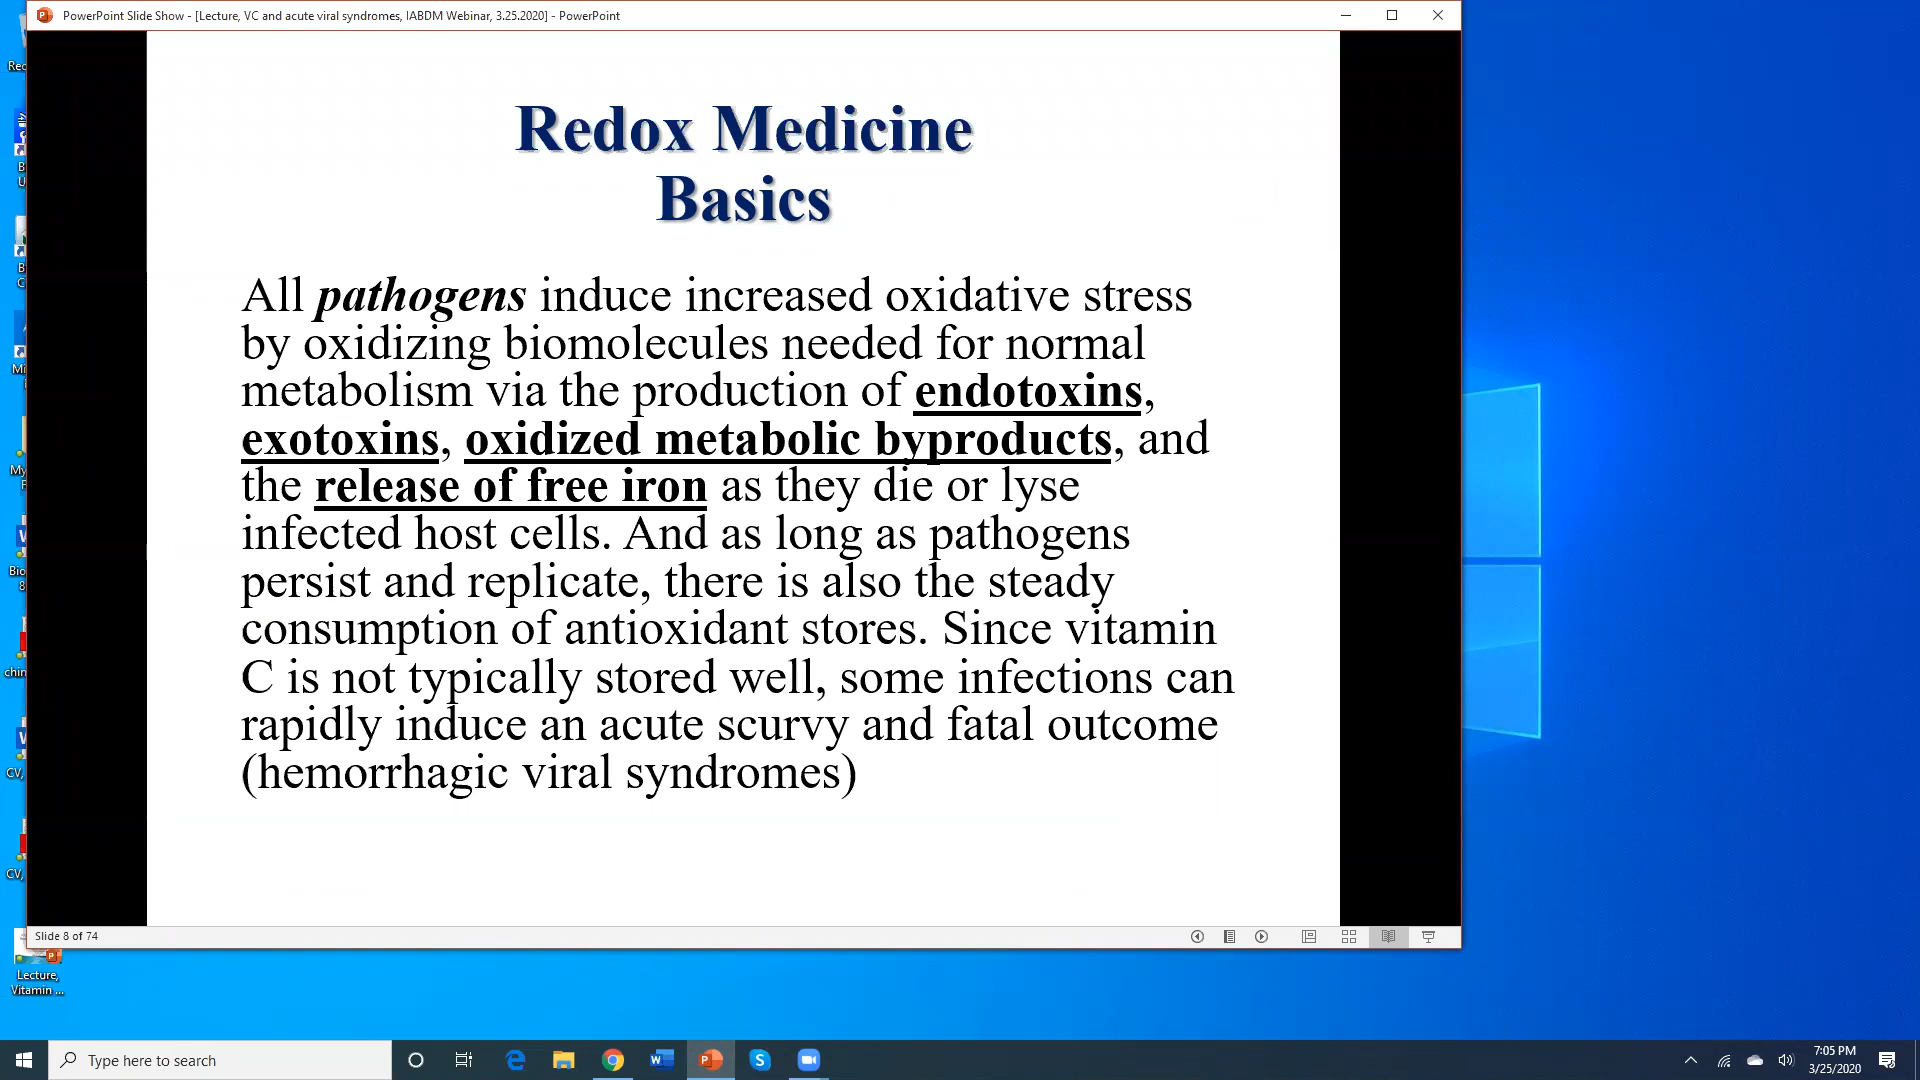 PowerPoint Slide Show - [Lecture, VC and acute viral syndromes, IABDM Webinar, 3.25.2020] - PowerPoint
Redox Medicine
Basics
All pathogens induce increased oxidative stress
by oxidizing biomolecules needed for normal
metabolism via the production of endotoxins,
exotoxins, oxidized metabolic byproducts, and
the release of free iron as they die or lyse
infected host cells. And as long as pathogens
persist and replicate, there is also the steady
consumption of antioxidant stores. Since vitamin
C is not typically stored well, some infections can
rapidly induce an acute scurvy and fatal outcome
(hemorrhagic viral syndromes)
Slide 8 of 74
Lecture,
Vitamin ...
Type here to search
7:05 PM
3/25/2020